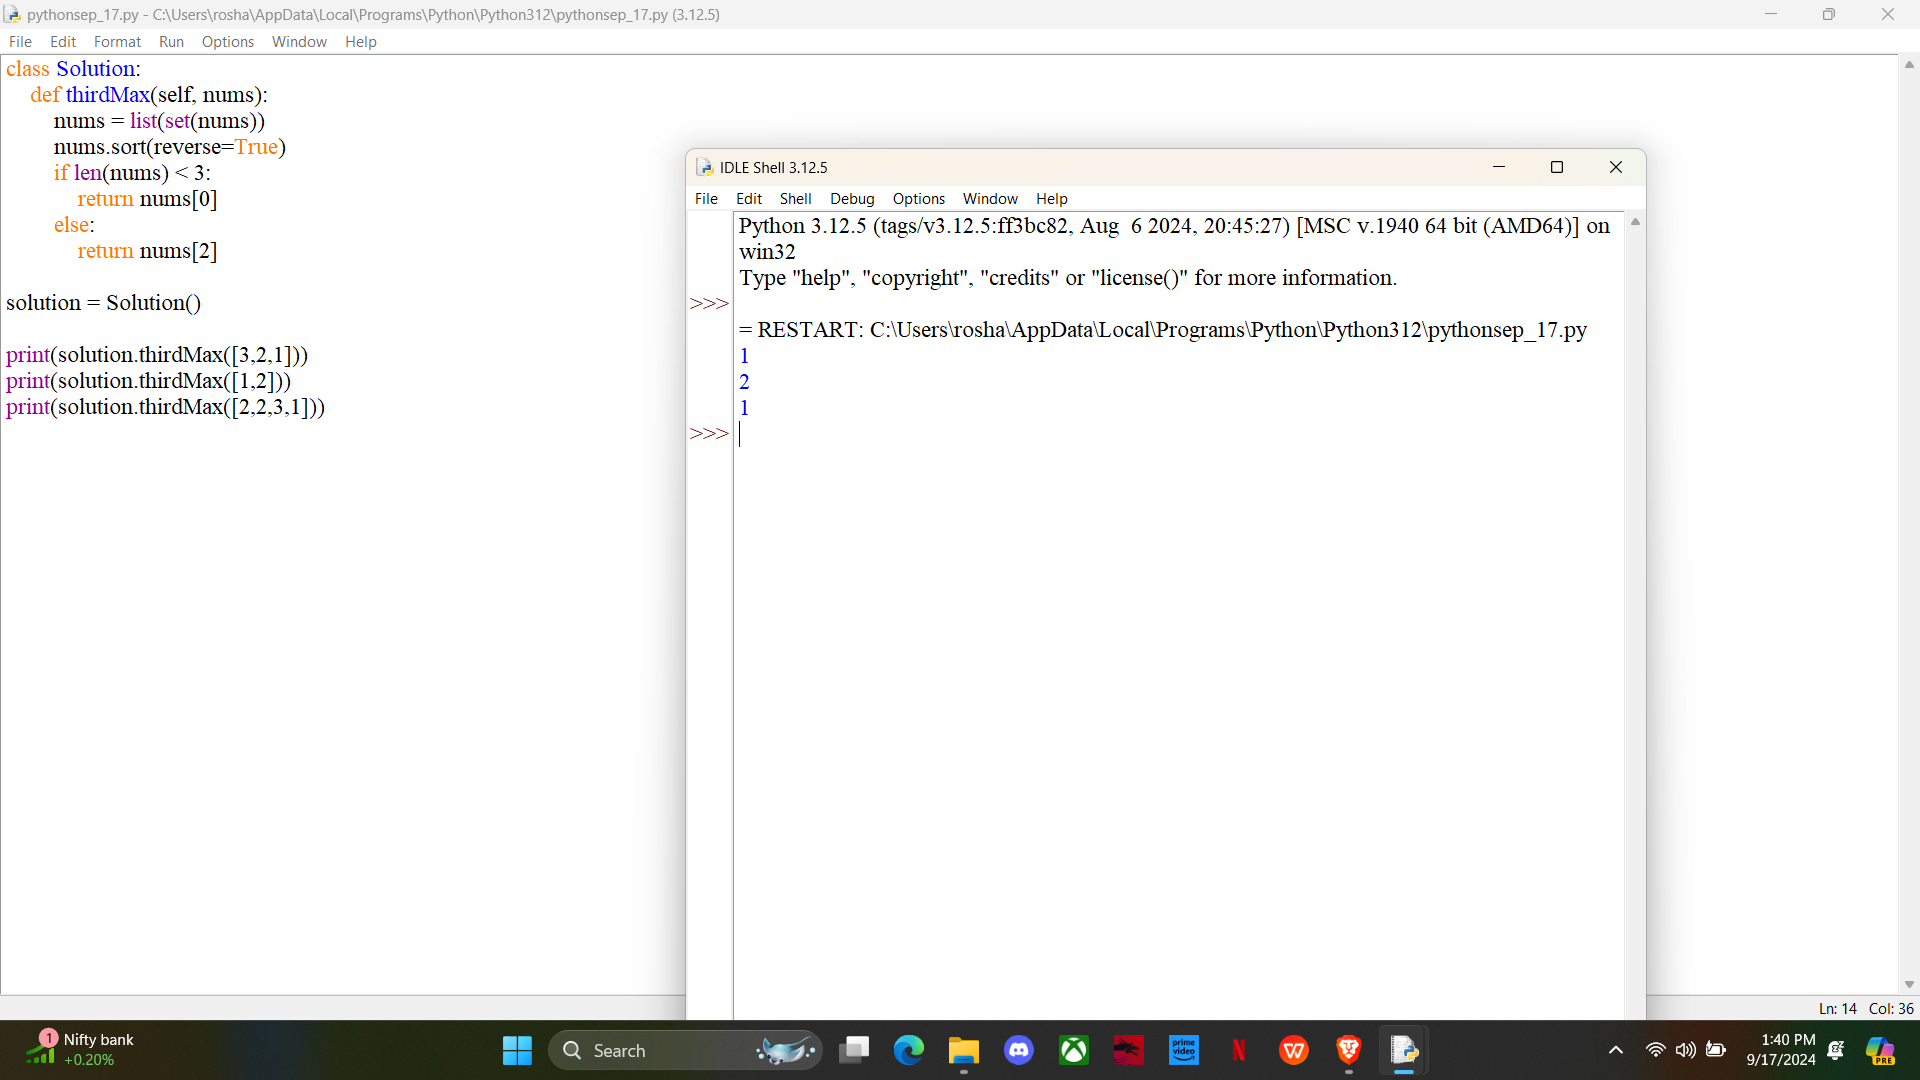 pythonsep_17.py - C:\Users\rosha\AppData\Local\Programs\Python\Python312\pythonsep_17.py (3.12.5)
File Edit Format Run Options Window Help
class Solution:
    def thirdMax(self, nums):
        nums = list(set(nums))
        nums.sort(reverse=True)
        if len(nums) < 3:
            return nums[0]
        else:
            return nums[2]
solution = Solution()
print(solution.thirdMax([3,2,1]))
print(solution.thirdMax([1,2]))
print(solution.thirdMax([2,2,3,1]))
IDLE Shell 3.12.5
File Edit Shell Debug Options Window Help
Python 3.12.5 (tags/v3.12.5:ff3bc82, Aug  6 2024, 20:45:27) [MSC v.1940 64 bit (AMD64)] on
win32
Type "help", "copyright", "credits" or "license()" for more information.
>>>
= RESTART: C:\Users\rosha\AppData\Local\Programs\Python\Python312\pythonsep_17.py
1
2
1
>>>
Ln: 14 Col: 36
1
Nifty bank
+0.20%
Search
prime video
N
W
1:40 PM
9/17/2024
PRE